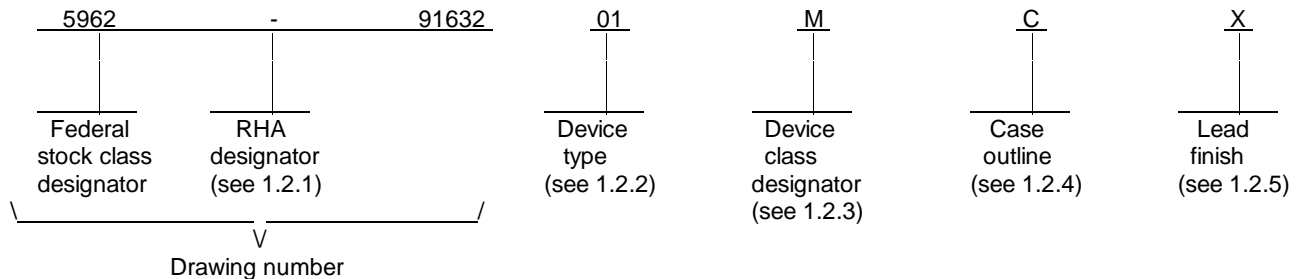 5962 - 91632 01 M C X
Federal RHA Device Device Case Lead
stock class designator type class outline finish
designator (see 1.2.1) (see 1.2.2) designator (see 1.2.4) (see 1.2.5)
(see 1.2.3)
Drawing number